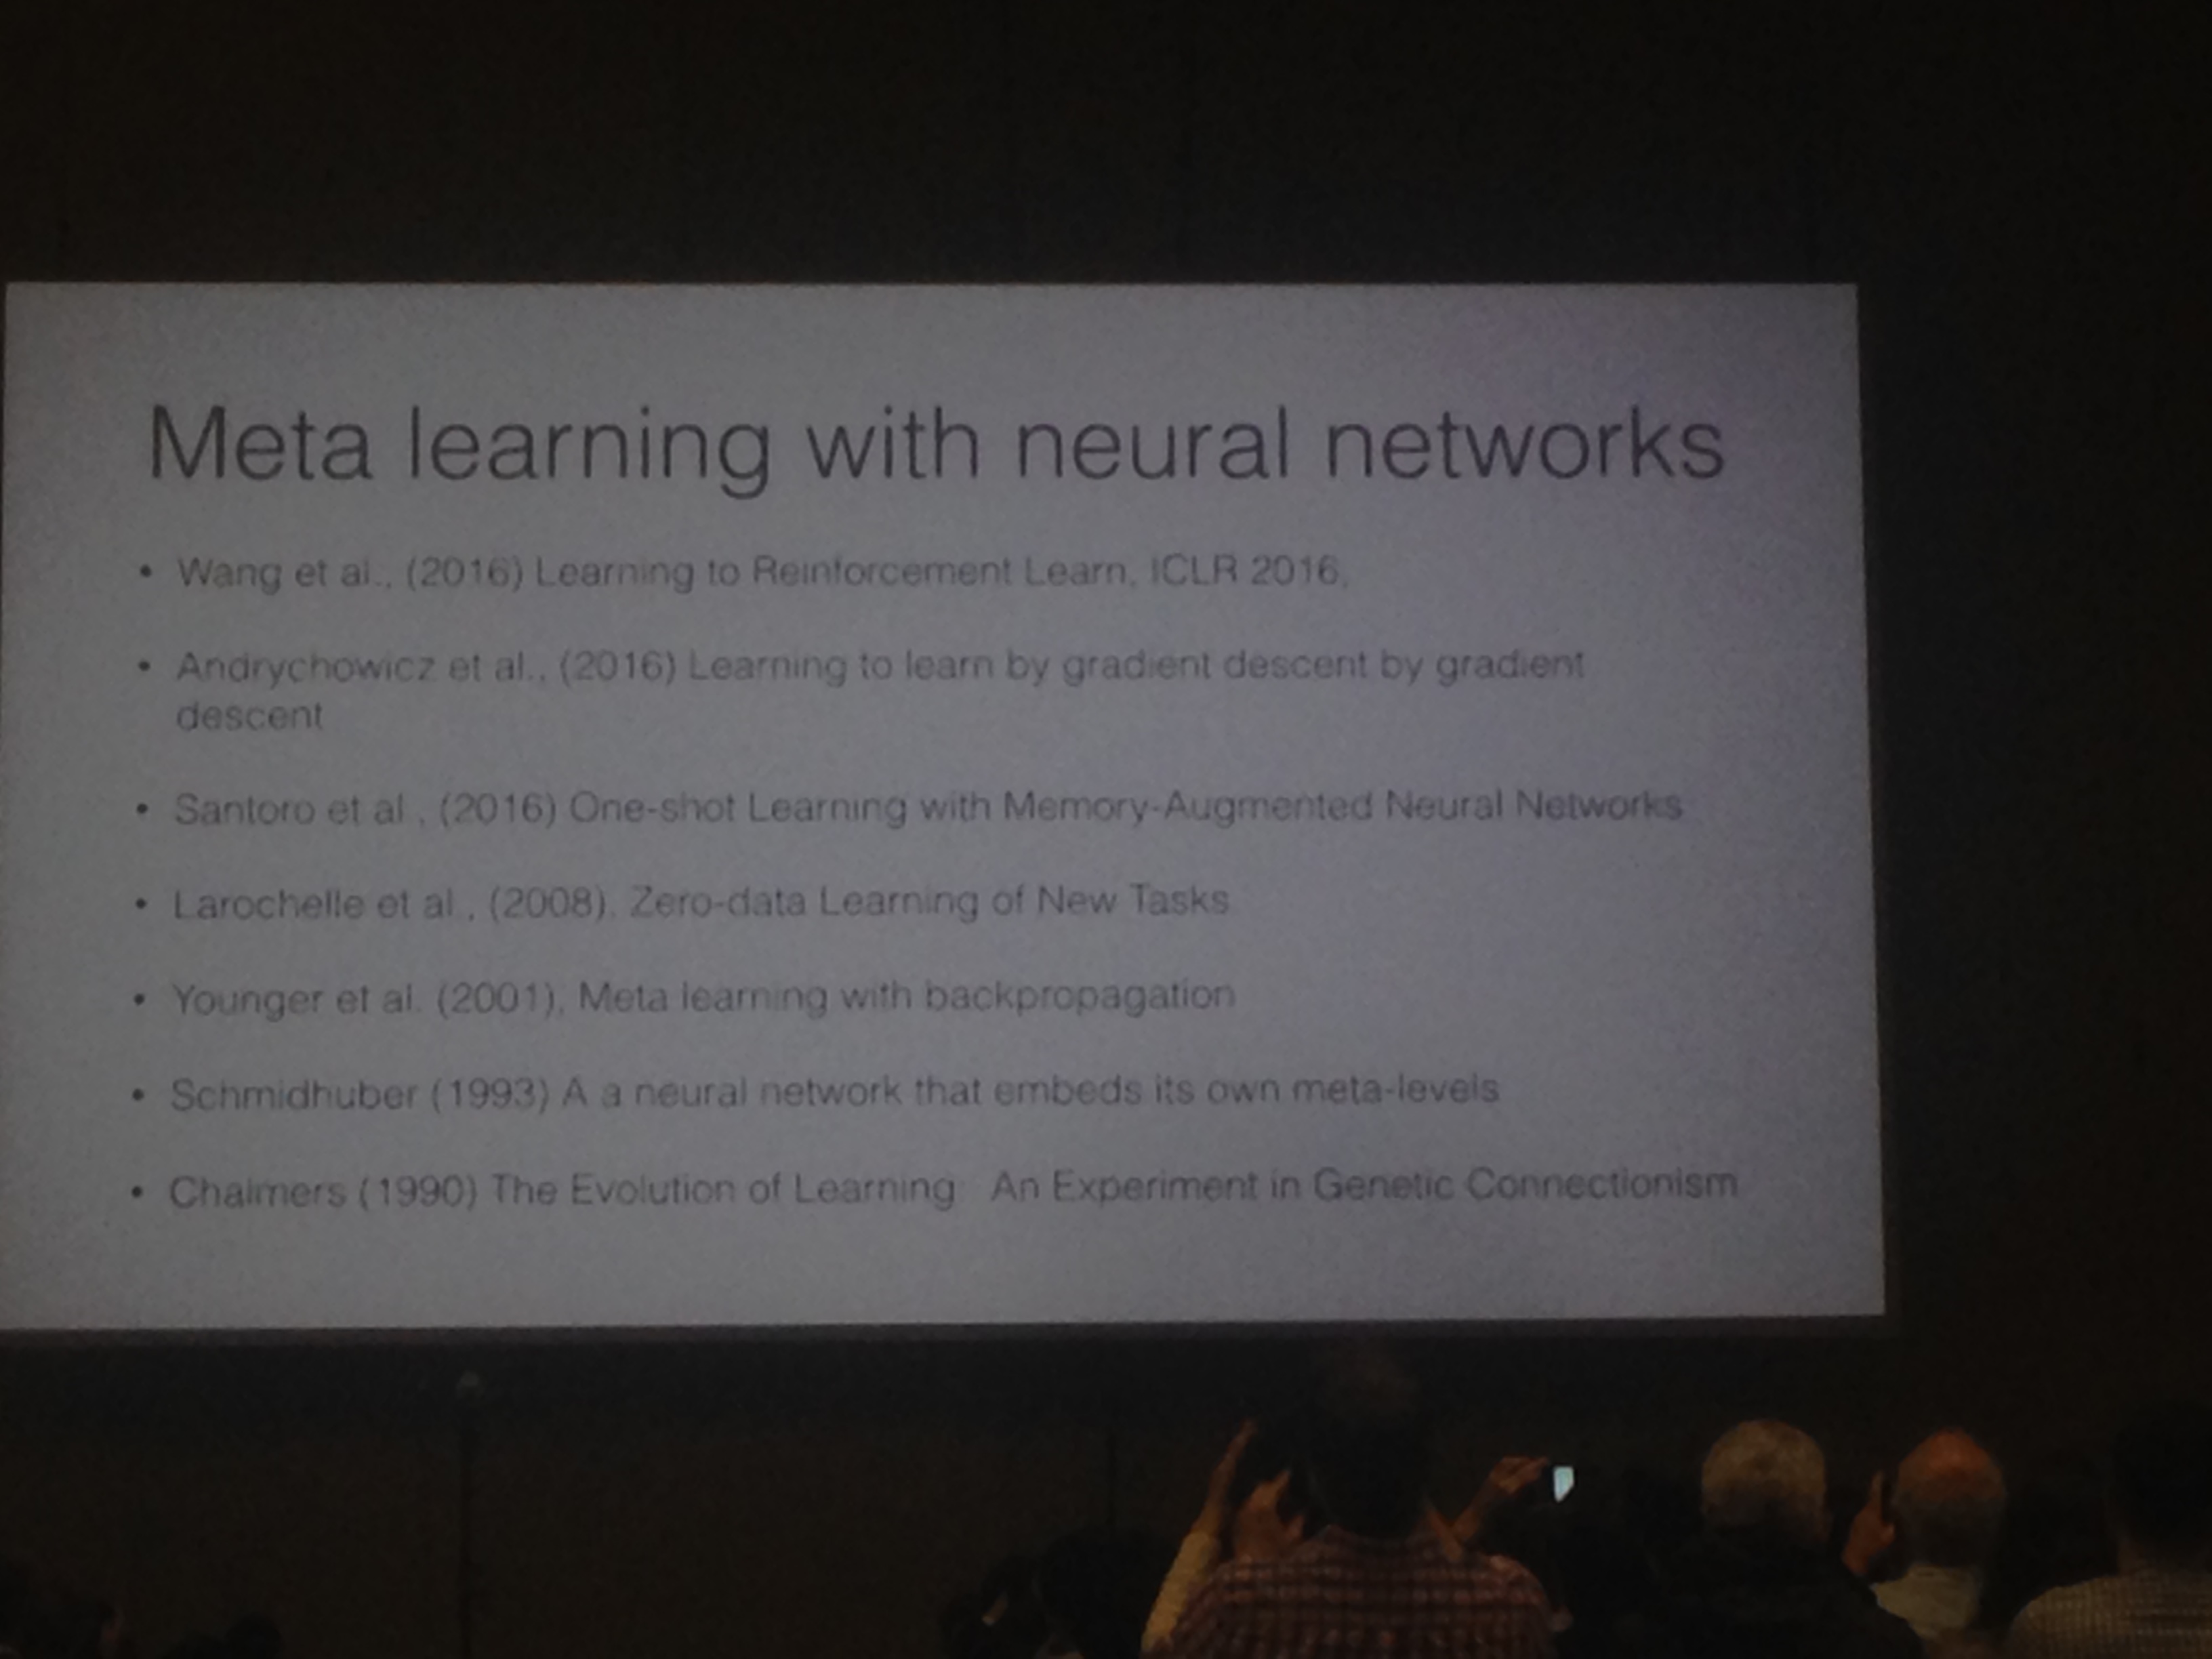 Meta learning with neural networks
• Wang et al., (2016) Learning to Reinforcement Learn, ICLR 2016,
• Andrychowicz et al., (2016) Learning to learn by gradient descent by gradient
descent
• Santoro et al., (2016) One-shot Learning with Memory-Augmented Neural Networks
• Larochelle et al., (2008), Zero-data Learning of New Tasks
• Younger et al. (2001), Meta learning with backpropagation
• Schmidhuber (1993) A a neural network that embeds its own meta-levels
• Chalmers (1990) The Evolution of Learning An Experiment in Genetic Connectionism